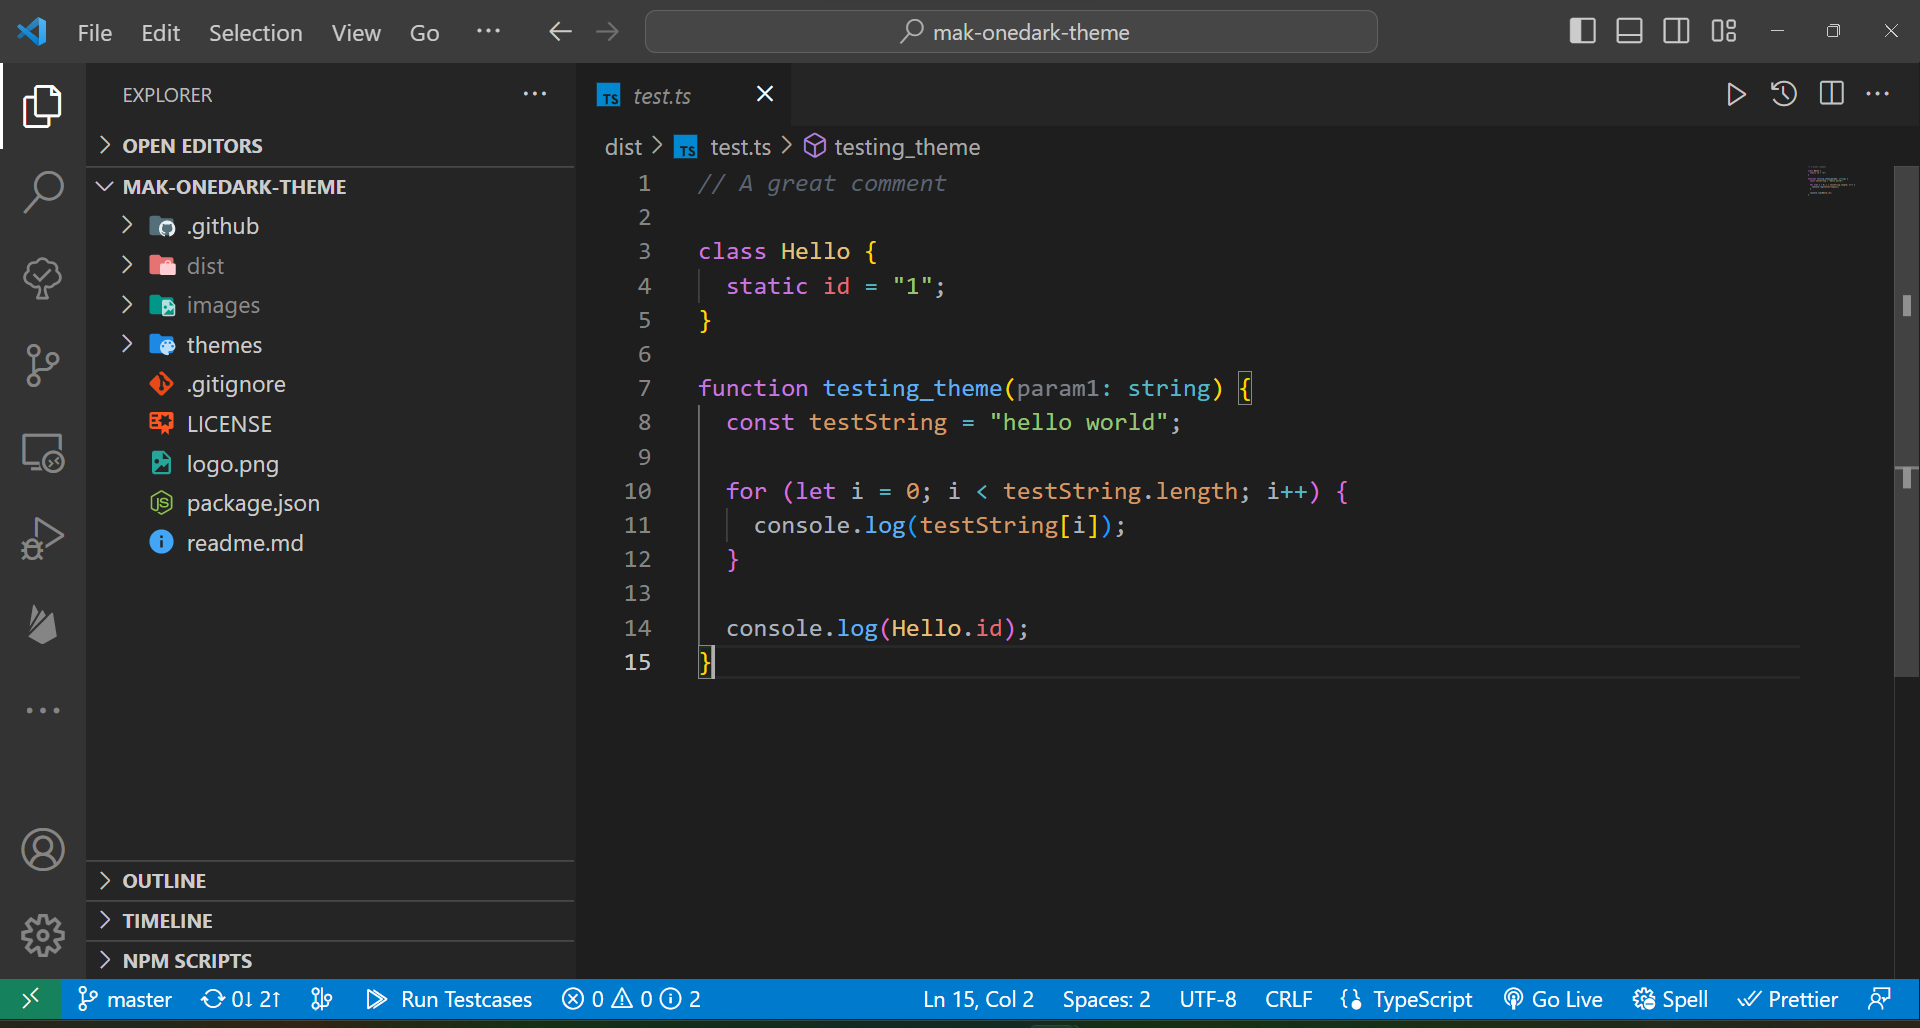 File Edit Selection View Go ··· mak-onedark-theme
EXPLORER ···
TS test.ts
OPEN EDITORS
dist > TS test.ts > testing_theme
MAK-ONEDARK-THEME
.github
dist
images
themes
.gitignore
LICENSE
logo.png
JS package.json
readme.md
OUTLINE
TIMELINE
NPM SCRIPTS
1 // A great comment
2
3 class Hello {
4 static id = "1";
5 }
6
7 function testing_theme(param1: string) {
8 const testString = "hello world";
9
10 for (let i = 0; i < testString.length; i++) {
11 console.log(testString[i]);
12 }
13
14 console.log(Hello.id);
15 }
master 0↓ 2↑ Run Testcases 0 0 2 Ln 15, Col 2 Spaces: 2 UTF-8 CRLF {} TypeScript Go Live Spell Prettier